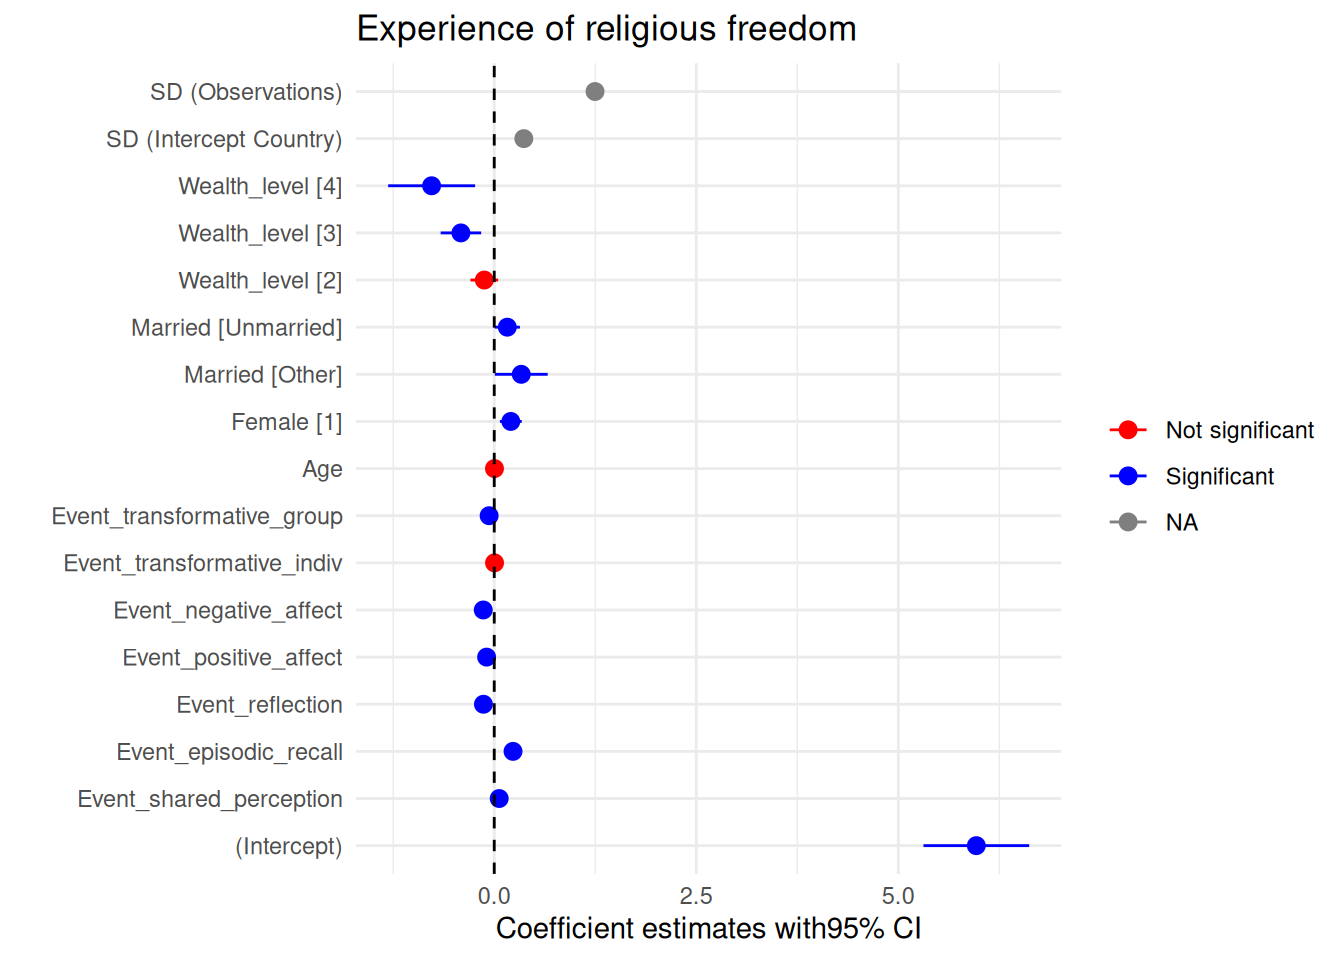 Experience of religious freedom
SD (Observations)
SD (Intercept Country)
Wealth_level [4]
Wealth_level [3]
Wealth_level [2]
Married [Unmarried]
Married [Other]
Female [1]
Age
Event_transformative_group
Event_transformative_indiv
Event_negative_affect
Event_positive_affect
Event_reflection
Event_episodic_recall
Event_shared_perception
(Intercept)
0.0 2.5 5.0
Coefficient estimates with95% CI
Not significant
Significant
NA